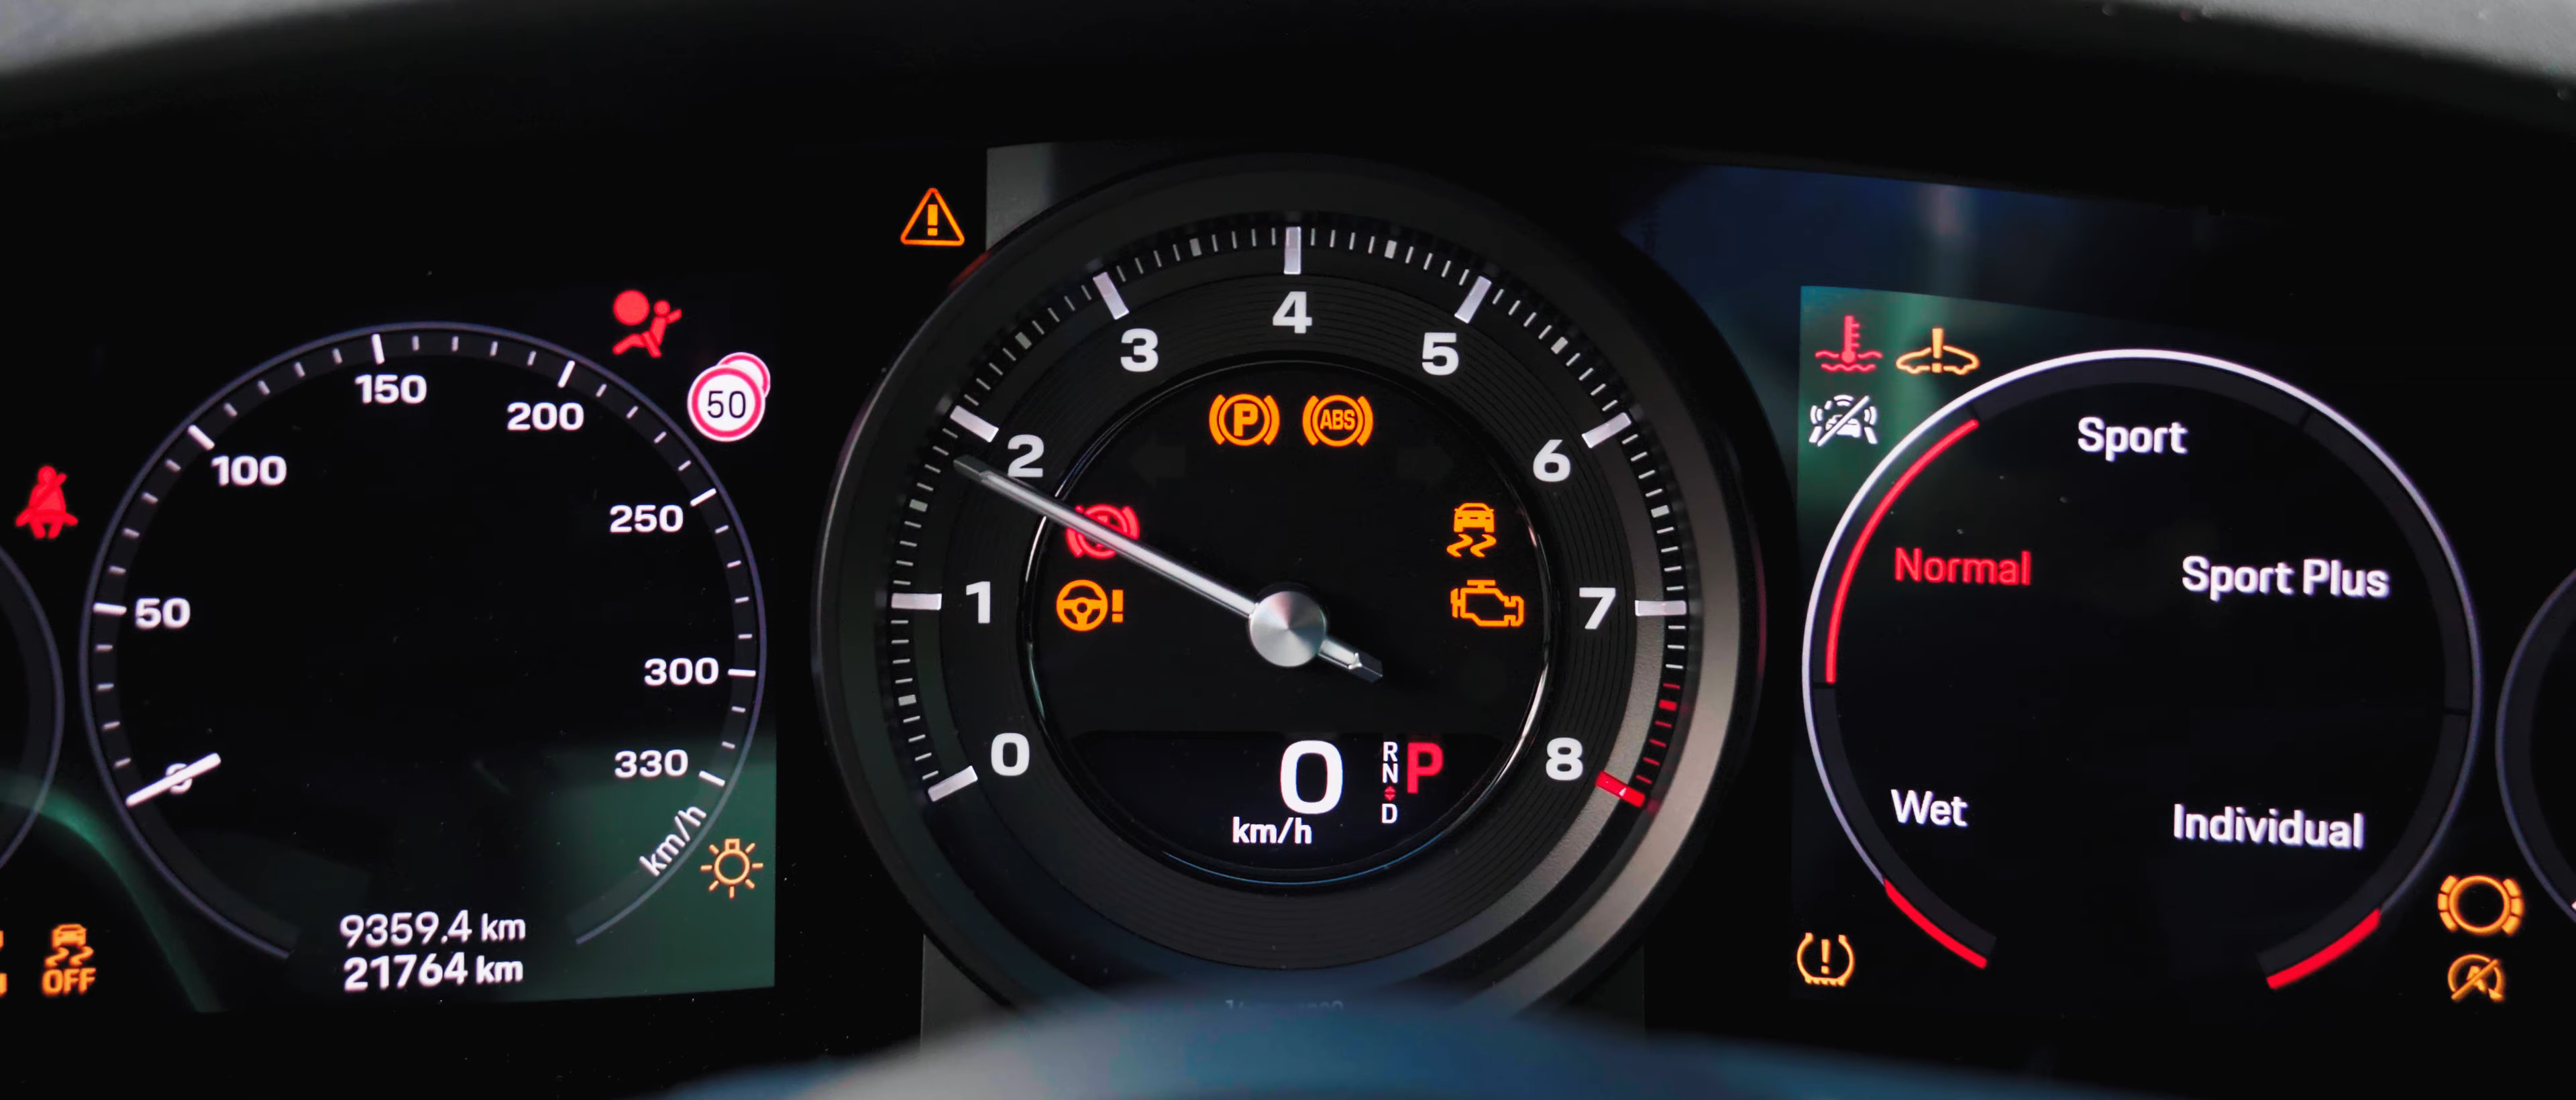 150
200
100
250
50
50
300
0
330
km/h
9359.4 km
21764 km
OFF
4
3
5
2
6
1
7
0
8
P
ABS
0
km/h
R
N
D
P
Sport
Normal
Sport Plus
Wet
Individual